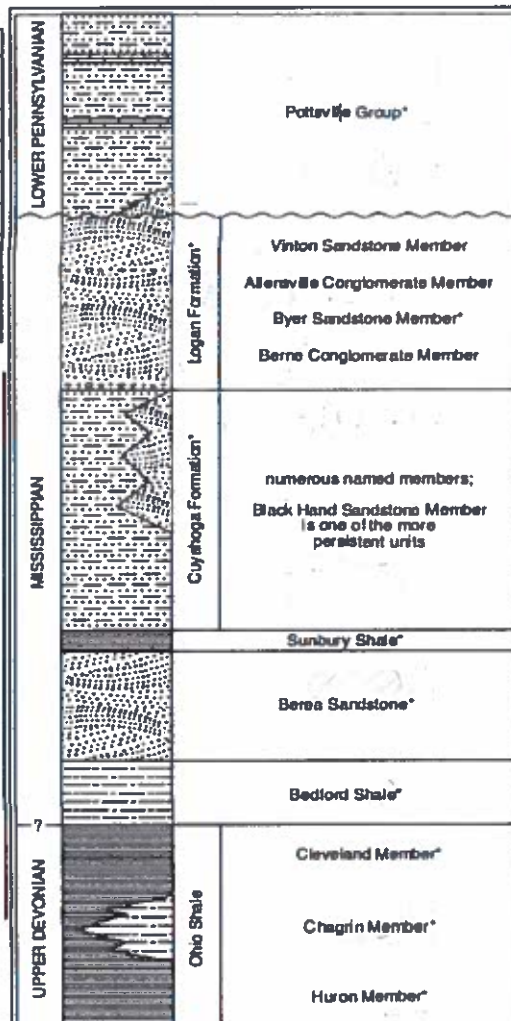 LOWER PENNSYLVANIAN
Pottsville Group*
MISSISSIPPIAN
Logan Formation*
Vinton Sandstone Member
Allensville Conglomerate Member
Byer Sandstone Member*
Berne Conglomerate Member
Cuyahoga Formation*
numerous named members;
Black Hand Sandstone Member
is one of the more
persistent units
Sunbury Shale*
Berea Sandstone*
Bedford Shale*
?
UPPER DEVONIAN
Ohio Shale
Cleveland Member*
Chagrin Member*
Huron Member*